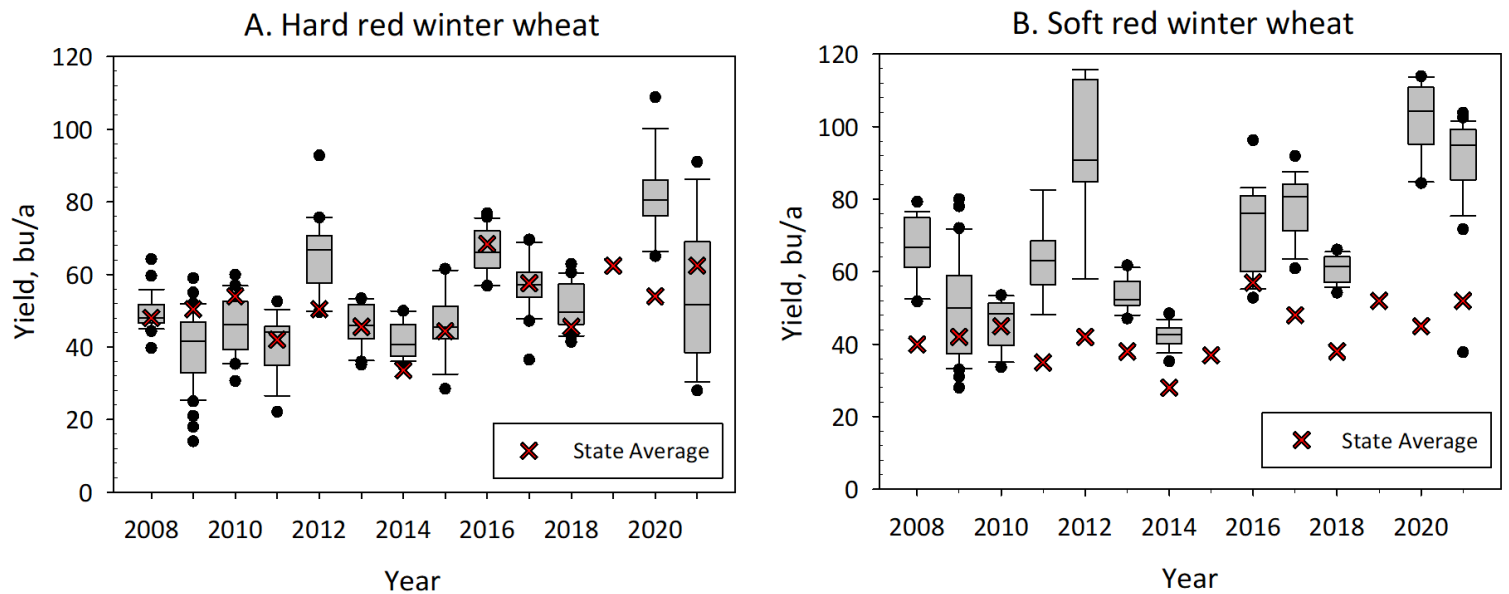 A. Hard red winter wheat
120
100
80
60
40
20
0
Yield, bu/a
2008 2010 2012 2014 2016 2018 2020
Year
State Average
B. Soft red winter wheat
120
100
80
60
40
20
0
Yield, bu/a
2008 2010 2012 2014 2016 2018 2020
Year
State Average